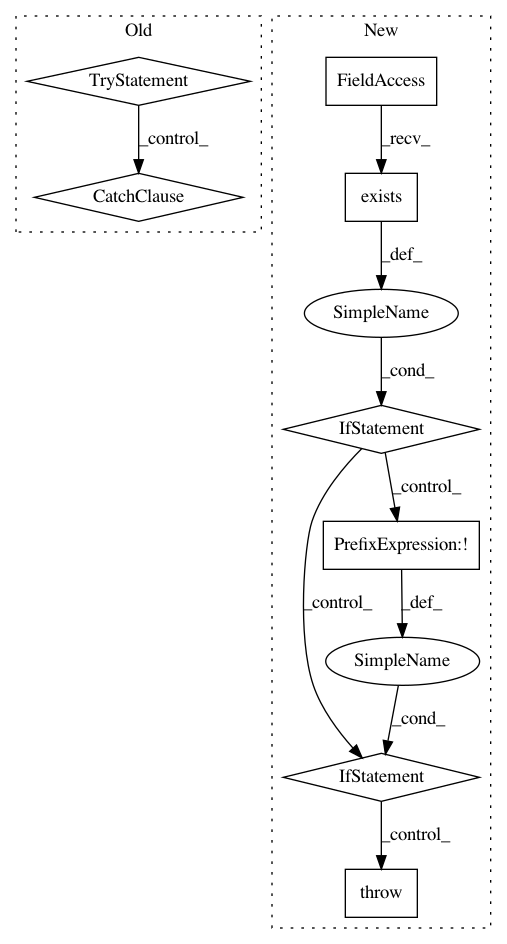 Old
TryStatement
_control_
CatchClause
New
FieldAccess
_recv_
exists
_def_
SimpleName
_cond_
IfStatement
_control_
PrefixExpression:!
_control_
_def_
SimpleName
_cond_
IfStatement
_control_
throw